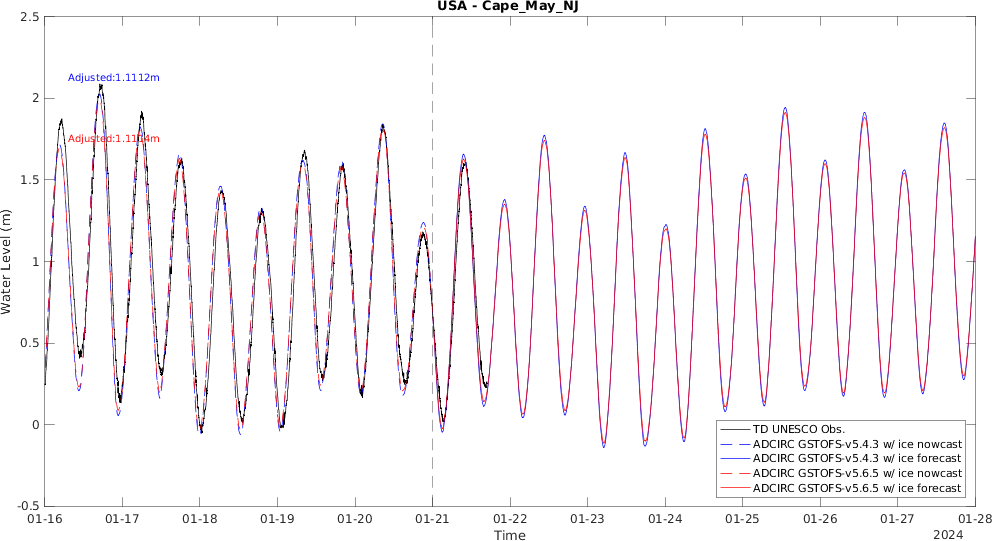 USA - Cape_May_NJ
2.5
2
1.5
1
0.5
0
-0.5
Water Level (m)
Adjusted:1.1112m
Adjusted:1.1104m
TD UNESCO Obs.
ADCIRC GSTOFS-v5.4.3 w/ ice nowcast
ADCIRC GSTOFS-v5.4.3 w/ ice forecast
ADCIRC GSTOFS-v5.6.5 w/ ice nowcast
ADCIRC GSTOFS-v5.6.5 w/ ice forecast
01-16 01-17 01-18 01-19 01-20 01-21 01-22 01-23 01-24 01-25 01-26 01-27 01-28
Time
2024